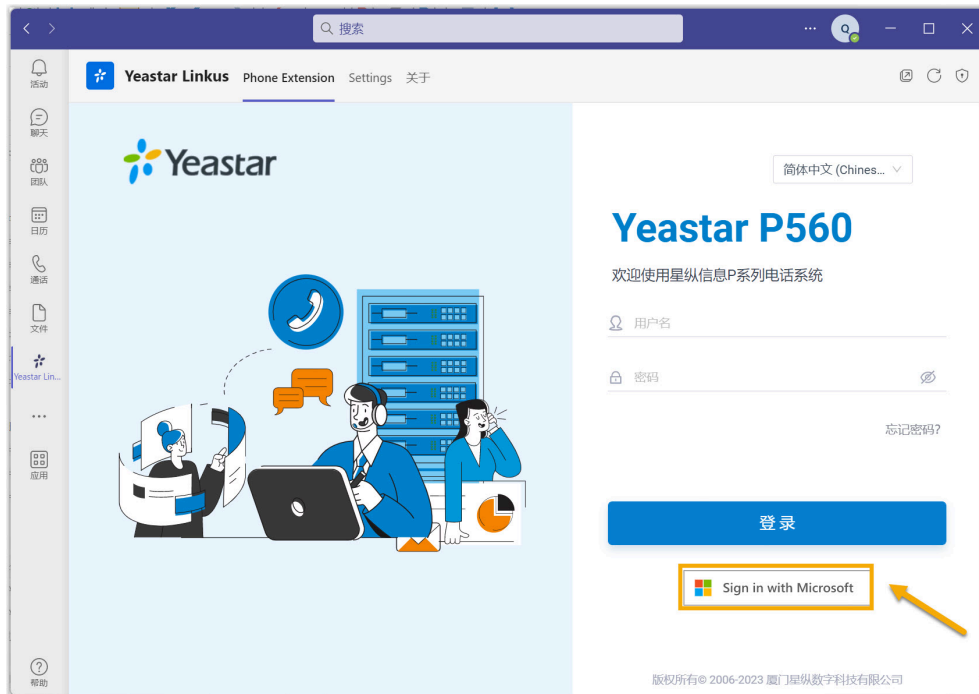 搜索
Q
活动
聊天
团队
日历
通话
文件
Yeastar Lin...
应用
帮助
Yeastar Linkus Phone Extension Settings 关于
Yeastar
简体中文 (Chines...
Yeastar P560
欢迎使用星纵信息P系列电话系统
用户名
密码
忘记密码?
登录
Sign in with Microsoft
版权所有© 2006-2023 厦门星纵数字科技有限公司